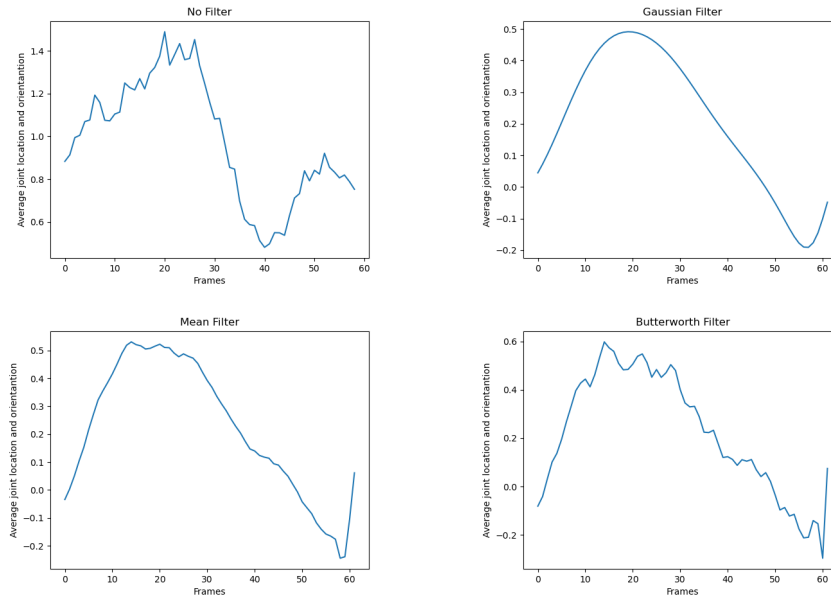 No Filter
Average joint location and orientantion
1.4
1.2
1.0
0.8
0.6
0 10 20 30 40 50 60
Frames
Gaussian Filter
Average joint location and orientantion
0.5
0.4
0.3
0.2
0.1
0.0
−0.1
−0.2
0 10 20 30 40 50 60
Frames
Mean Filter
Average joint location and orientantion
0.5
0.4
0.3
0.2
0.1
0.0
−0.1
−0.2
0 10 20 30 40 50 60
Frames
Butterworth Filter
Average joint location and orientantion
0.6
0.4
0.2
0.0
−0.2
0 10 20 30 40 50 60
Frames